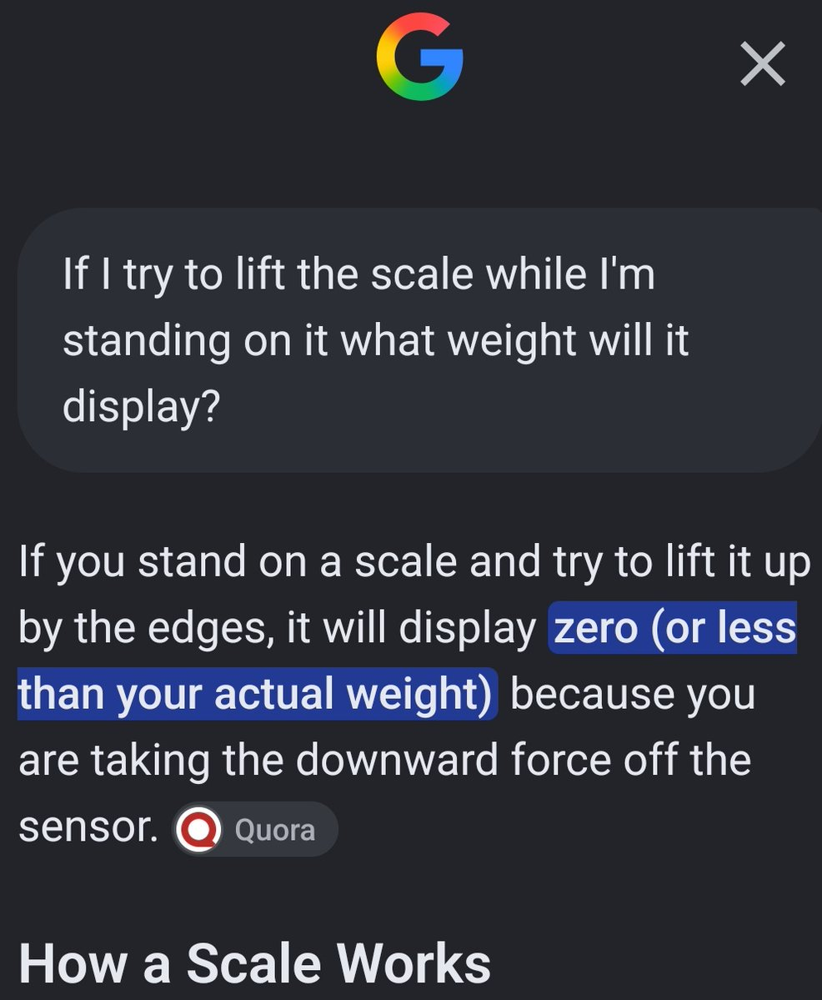 If I try to lift the scale while I'm
standing on it what weight will it
display?
If you stand on a scale and try to lift it up
by the edges, it will display zero (or less
than your actual weight) because you
are taking the downward force off the
sensor. Quora
How a Scale Works